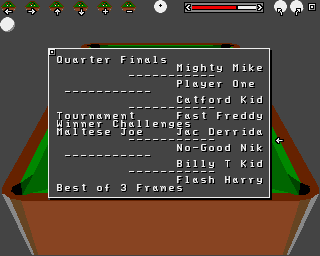 Quarter Finals
Mighty Mike
Player One
Catford Kid
Tournament Fast Freddy
Winner Challenges
Maltese Joe Jac Derrida
No-Good Nik
Billy T Kid
Flash Harry
Best of 3 Frames